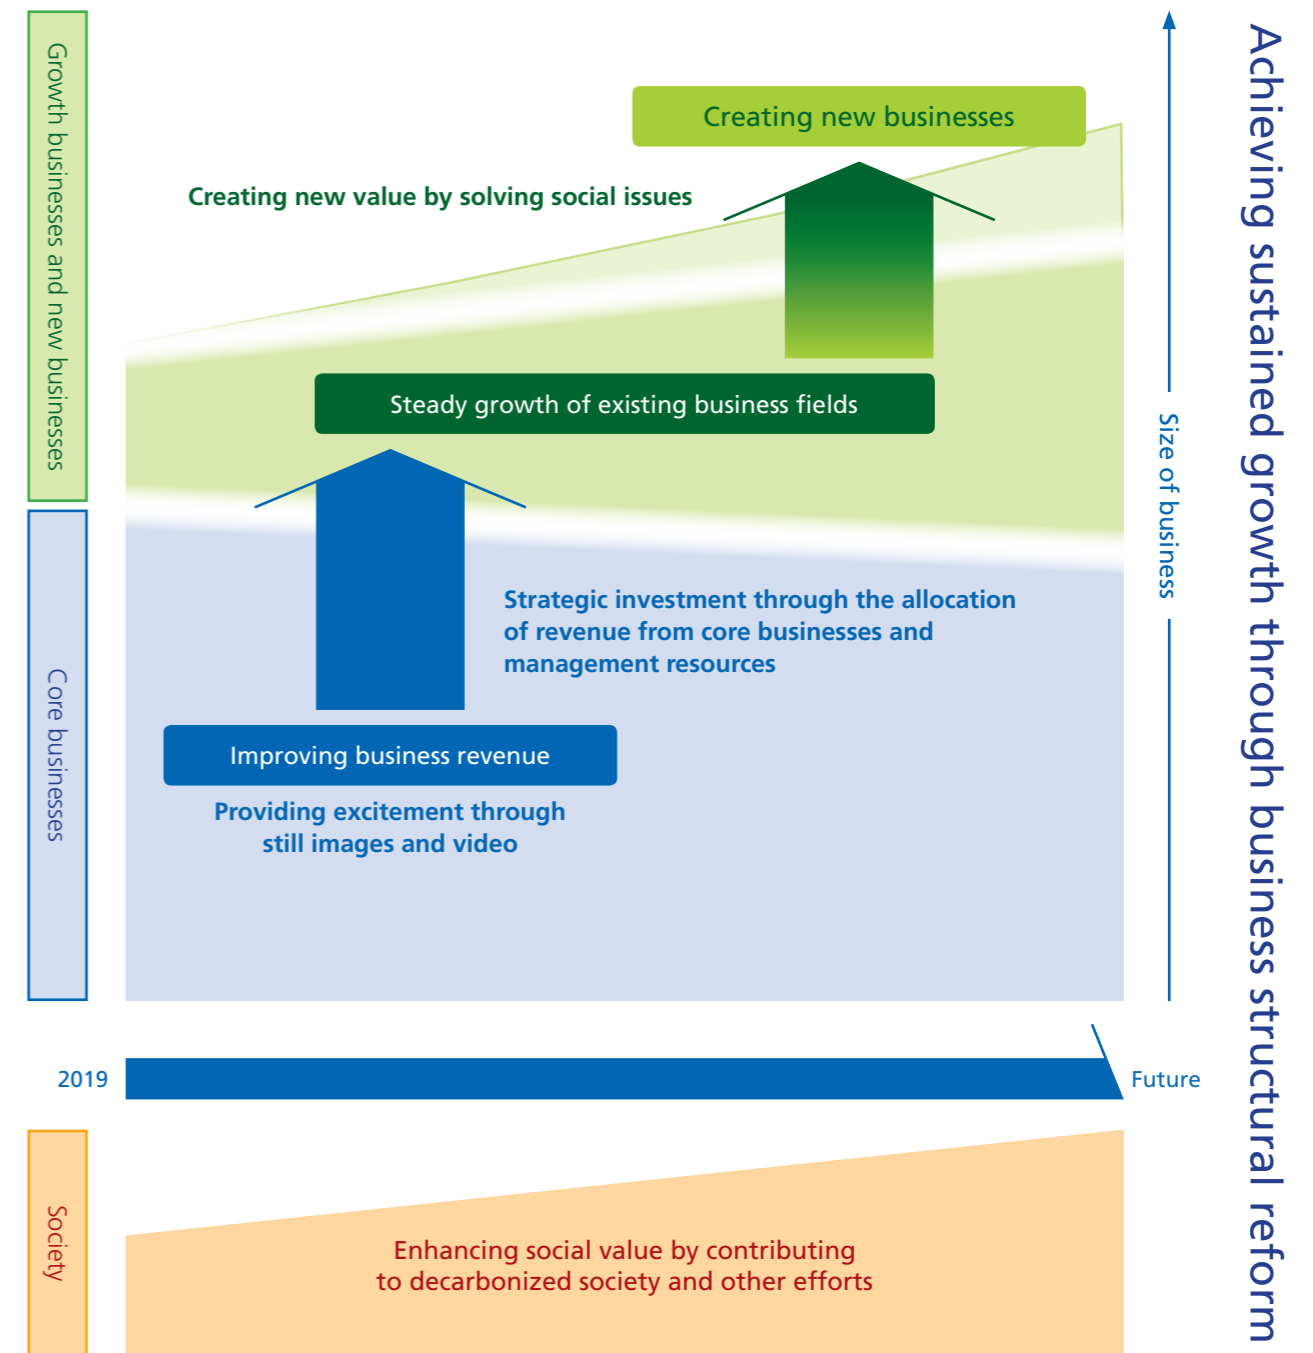 Achieving sustained growth through business structural reform
Growth businesses and new businesses
Creating new businesses
Creating new value by solving social issues
Steady growth of existing business fields
Size of business
Core businesses
Strategic investment through the allocation
of revenue from core businesses and
management resources
Improving business revenue
Providing excitement through
still images and video
2019
Future
Society
Enhancing social value by contributing
to decarbonized society and other efforts